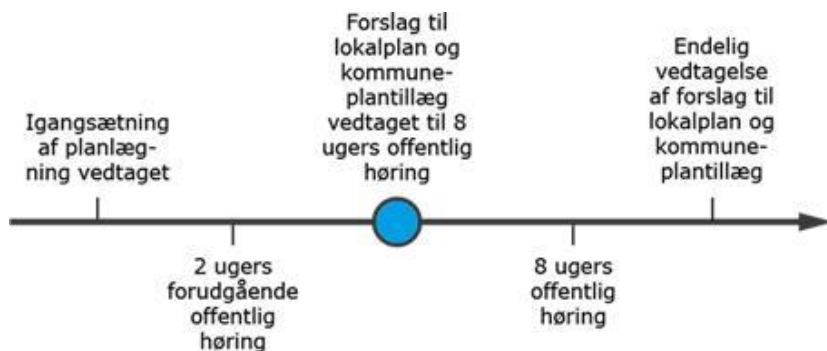 Igangsætning
af planlæg-
ning vedtaget
2 ugers
forudgående
offentlig
høring
Forslag til
lokalplan og
kommune-
plantillæg
vedtaget til 8
ugers offentlig
høring
8 ugers
offentlig
høring
Endelig
vedtagelse
af forslag til
lokalplan og
kommune-
plantillæg